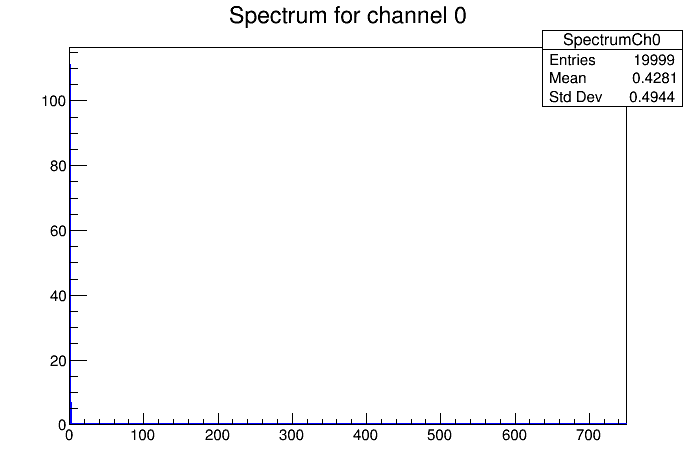 Spectrum for channel 0
SpectrumCh0
Entries 19999
Mean 0.4281
Std Dev 0.4944
100
80
60
40
20
0
0 100 200 300 400 500 600 700